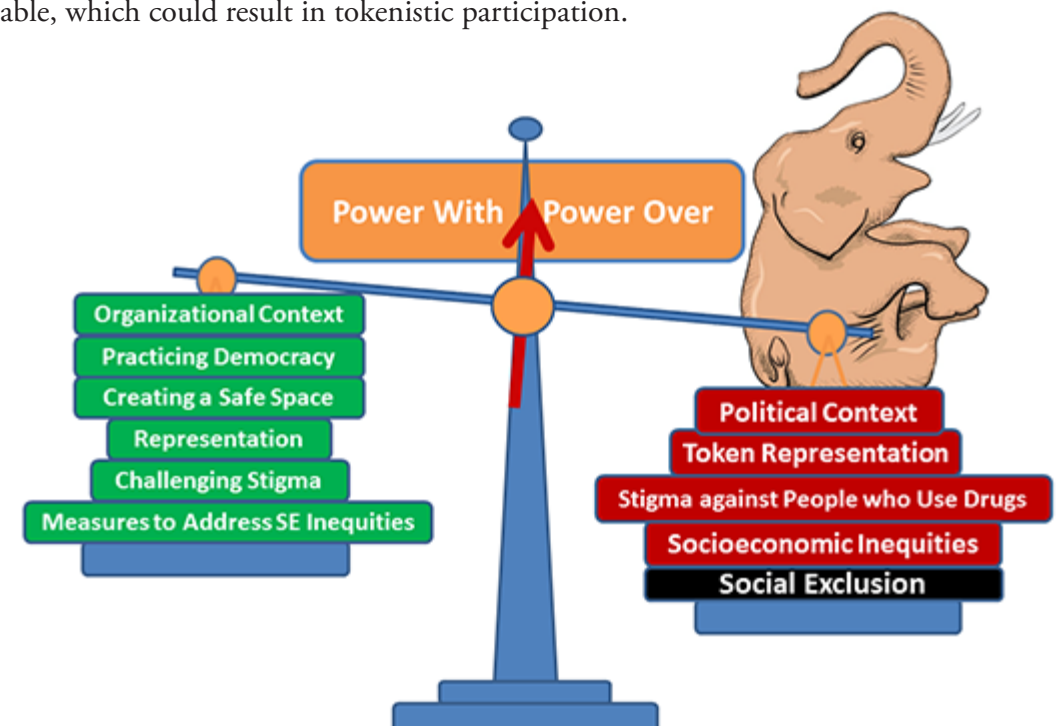 able, which could result in tokenistic participation.
Power With Power Over
Organizational Context
Practicing Democracy
Creating a Safe Space
Representation
Challenging Stigma
Measures to Address SE Inequities
Political Context
Token Representation
Stigma against People who Use Drugs
Socioeconomic Inequities
Social Exclusion